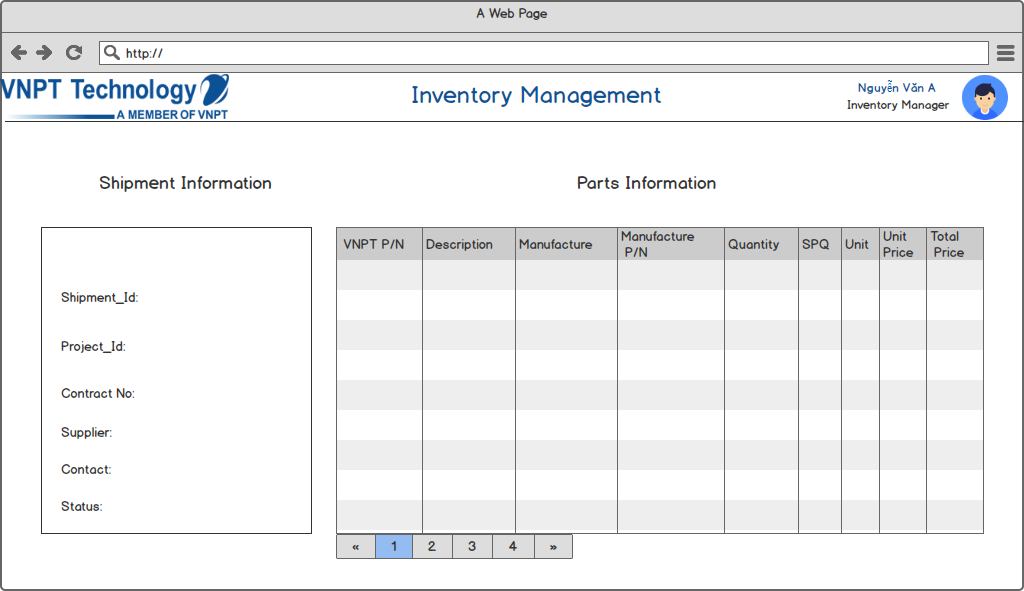 A Web Page
http://
VNPT Technology
A MEMBER OF VNPT
Inventory Management
Nguyễn Văn A
Inventory Manager
Shipment Information
Parts Information
Shipment_Id:
Project_Id:
Contract No:
Supplier:
Contact:
Status:
VNPT P/N Description Manufacture Manufacture P/N Quantity SPQ Unit Unit Price Total Price
« 1 2 3 4 »